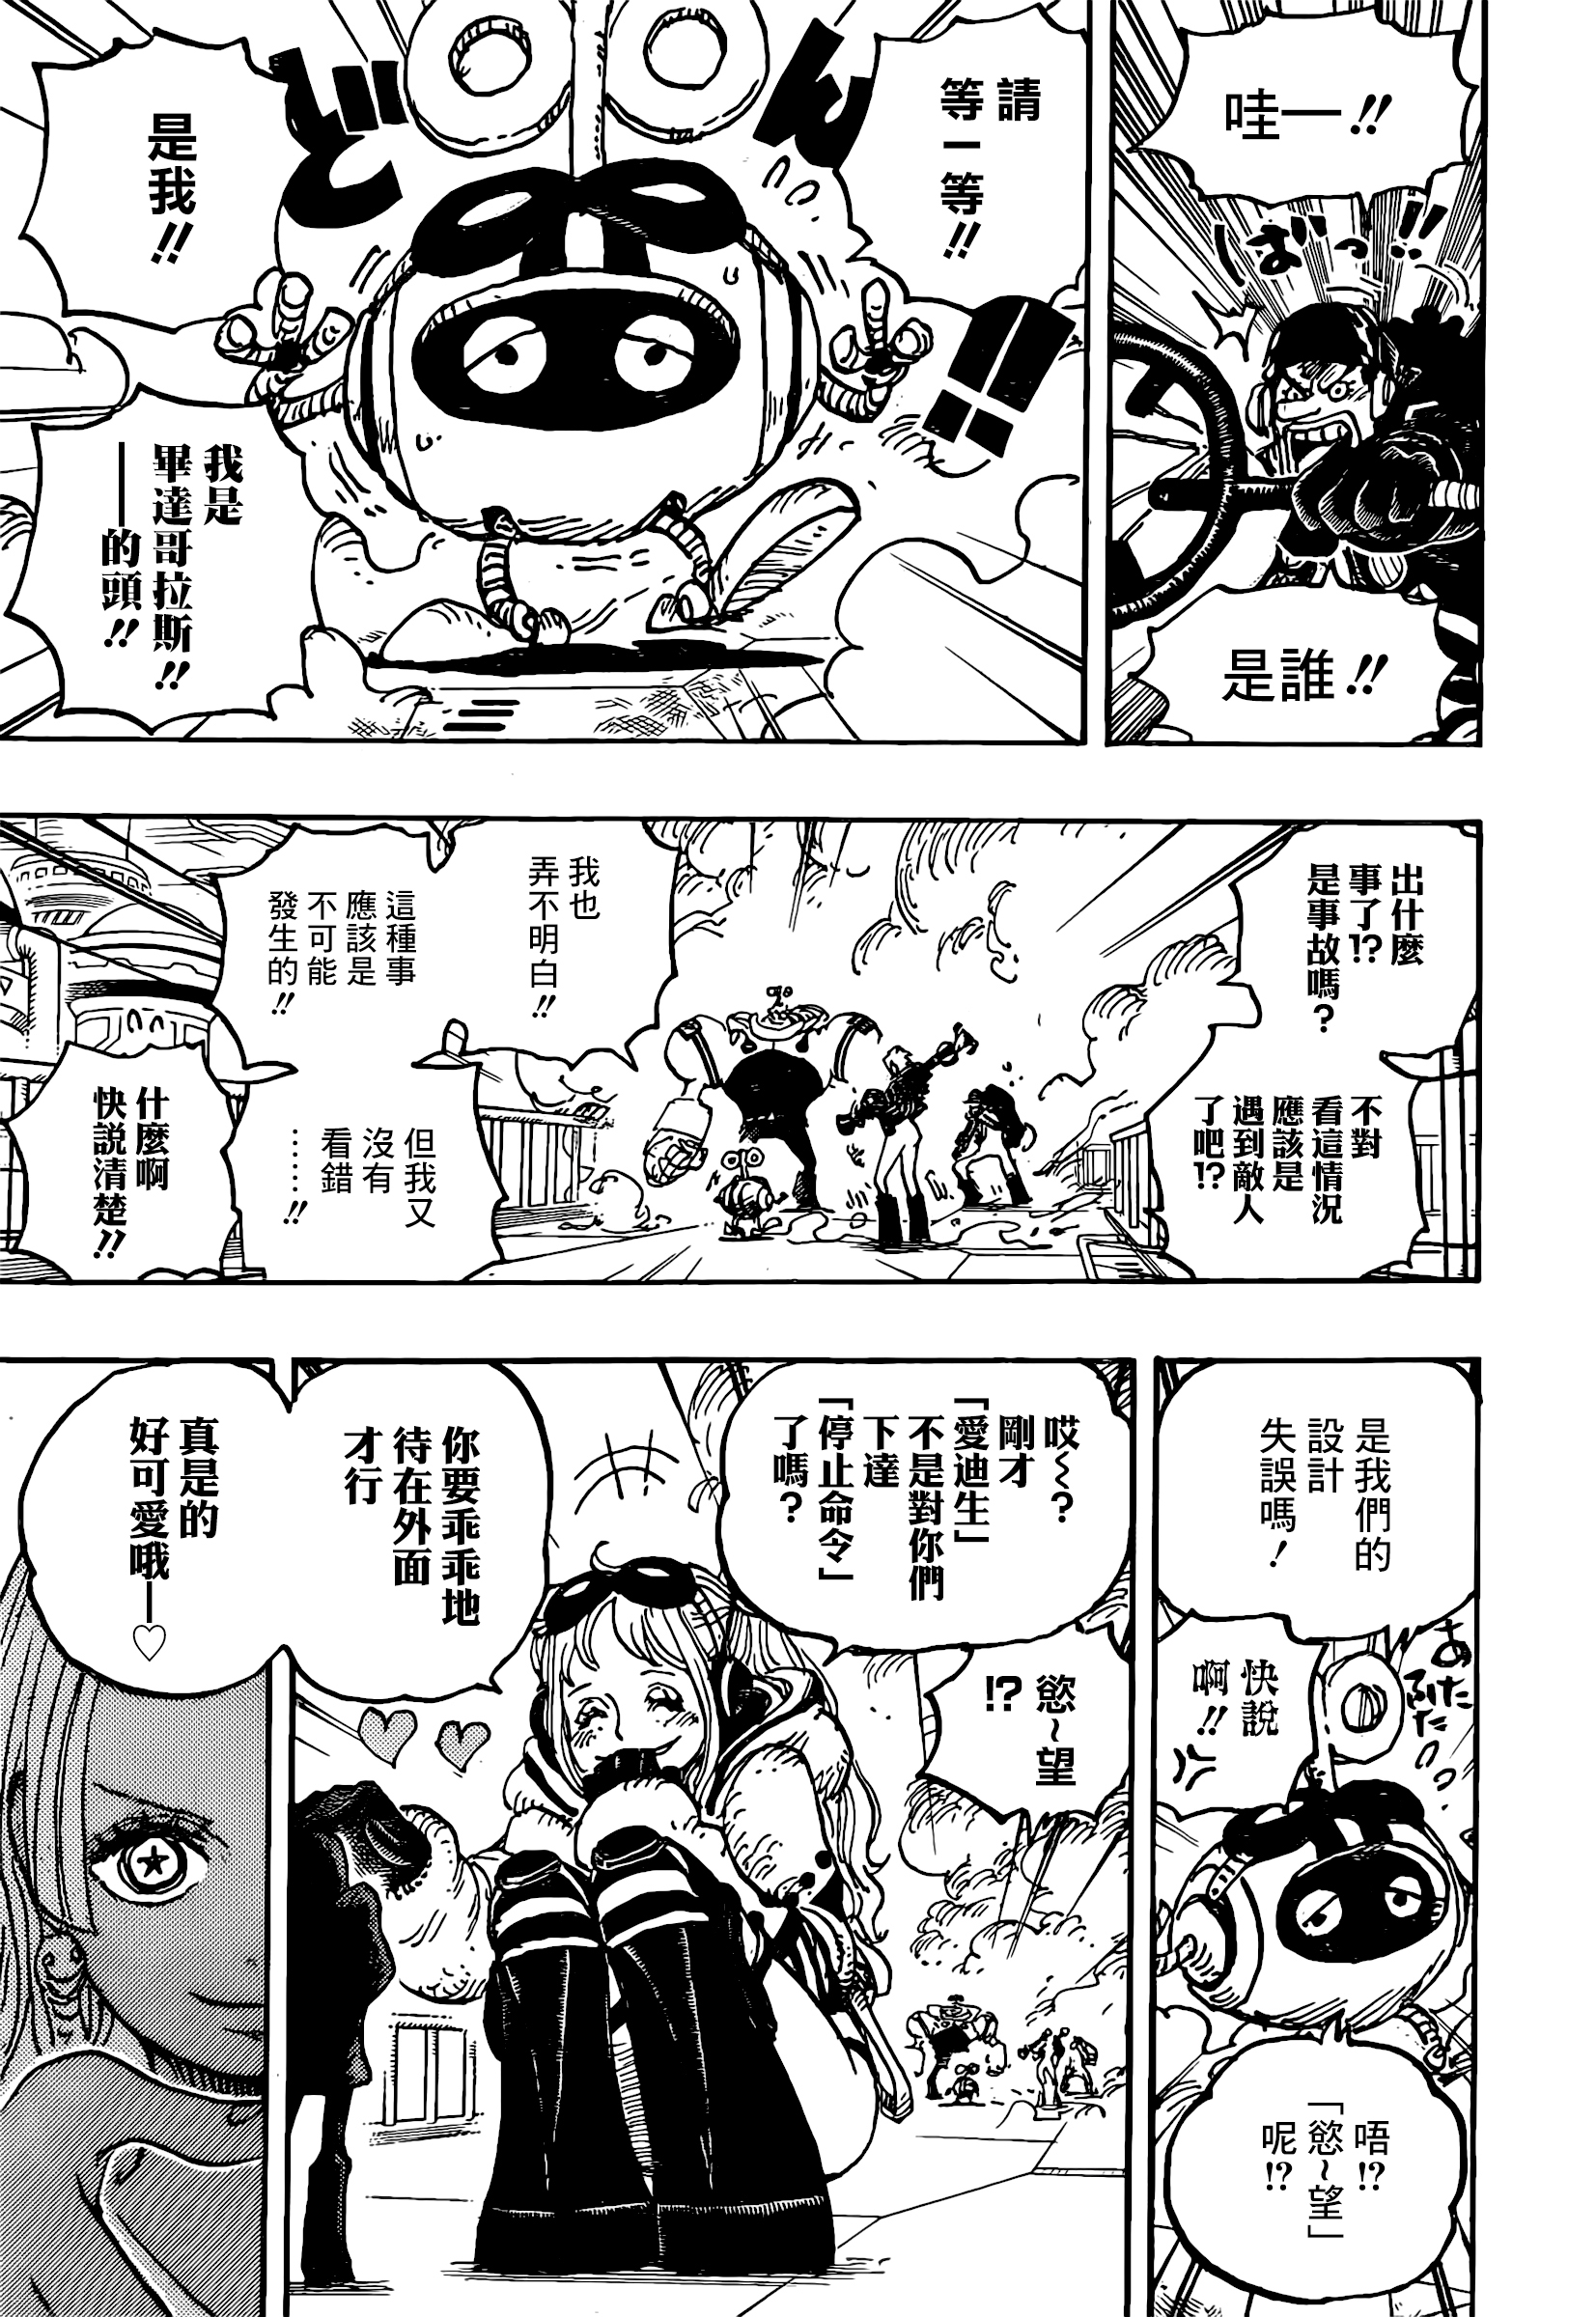 哇—!!
ばっ!!
是誰!!
請
等一等!!
どん!!
是我!!
我是
畢達哥拉斯!!
——的頭!!
出什麼
事了!?
是事故嗎?
不對
看這情況
應該是
遇到敵人
了吧!?
我也
弄不明白!!
這種事
應該是
不可能
發生的!!
但我又
沒有
看錯
……!!
什麼啊
快説清楚!!
是我們的
設計
失誤嗎!
快説
啊!!
あた
ふた
唔!?
「慾~望」
呢!?
哎~?
剛才
「愛迪生」
不是對你們
下達
「停止命令」
了嗎?
慾~望
!?
你要乖乖地
待在外面
才行
真是的
好可愛哦—♡